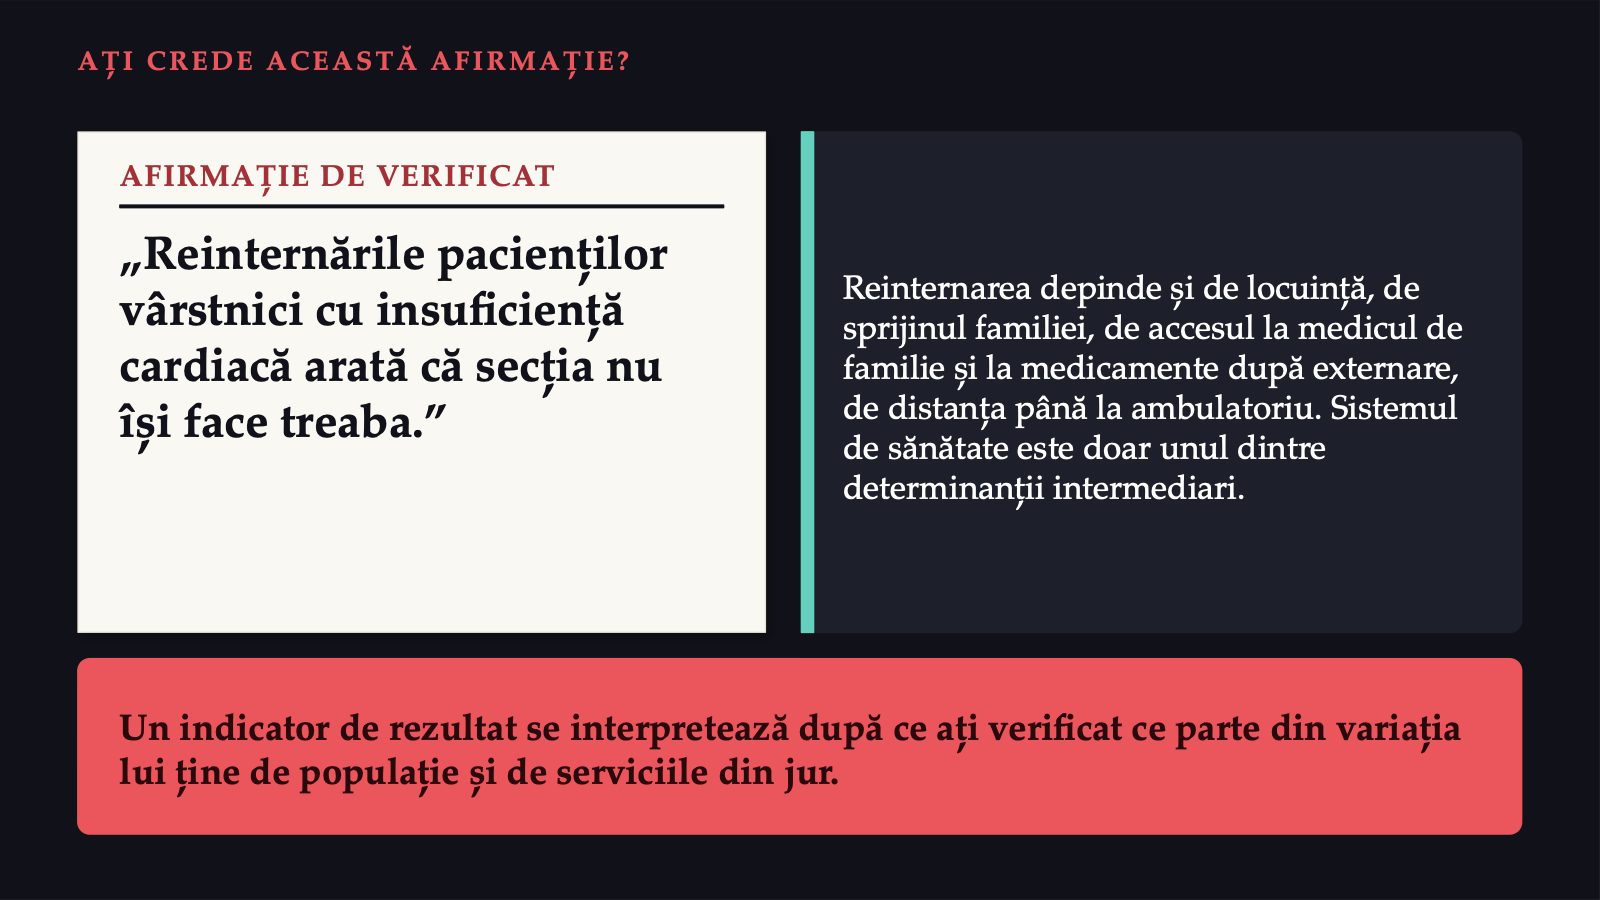 AȚI CREDE ACEASTĂ AFIRMAȚIE?
AFIRMAȚIE DE VERIFICAT
„Reinternările pacienților
vârstnici cu insuficiență
cardiacă arată că secția nu
își face treaba.”
Reinternarea depinde și de locuință, de
sprijinul familiei, de accesul la medicul de
familie și la medicamente după externare,
de distanța până la ambulatoriu. Sistemul
de sănătate este doar unul dintre
determinanții intermediari.
Un indicator de rezultat se interpretează după ce ați verificat ce parte din variația
lui ține de populație și de serviciile din jur.